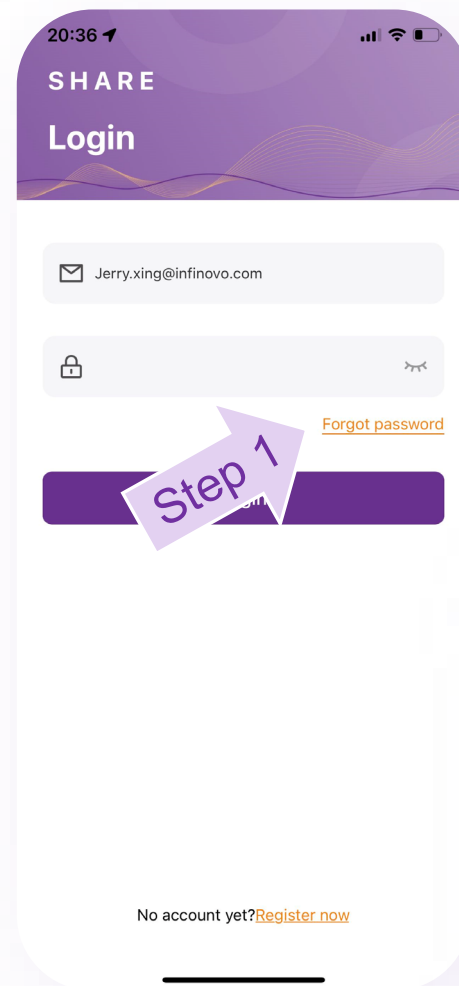 20:36
SHARE
Login
Jerry.xing@infinovo.com
Forgot password
Step 1
No account yet?Register now